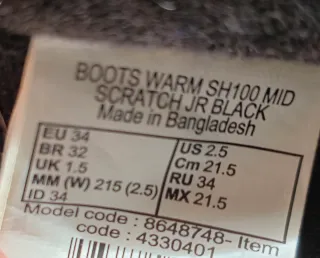 BOOTS WARM SH100 MID
SCRATCH JR BLACK
Made in Bangladesh
EU 34
BR 32
UK 1.5
MM (W) 215 (2.5)
ID 34
US 2.5
Cm 21.5
RU 34
MX 21.5
Model code : 8648748- Item
code : 4330401